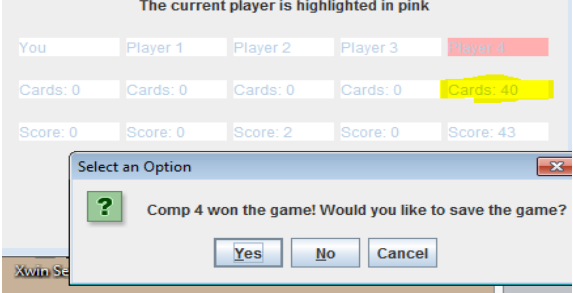 The current player is highlighted in pink
You Player 1 Player 2 Player 3 Player 4
Cards: 0 Cards: 0 Cards: 0 Cards: 0 Cards: 40
Score: 0 Score: 0 Score: 2 Score: 0 Score: 43
Select an Option
Comp 4 won the game! Would you like to save the game?
Yes No Cancel
Xwin Se